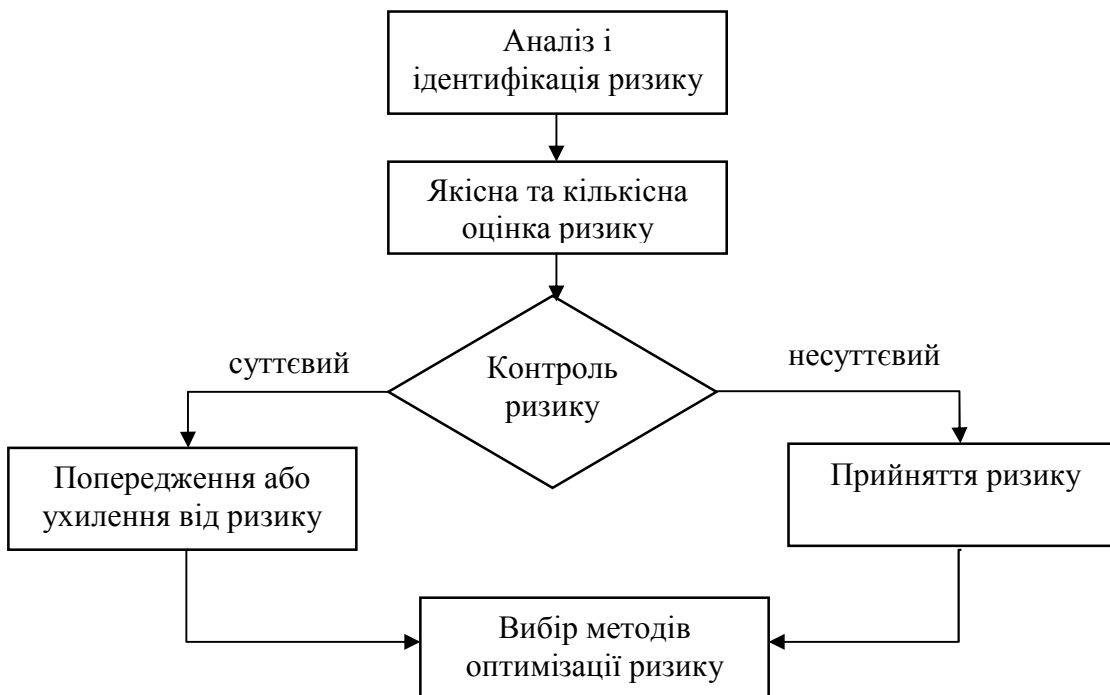 Аналіз і
ідентифікація ризику
Якісна та кількісна
оцінка ризику
суттєвий
несуттєвий
Контроль
ризику
Попередження або
ухилення від ризику
Прийняття ризику
Вибір методів
оптимізації ризику